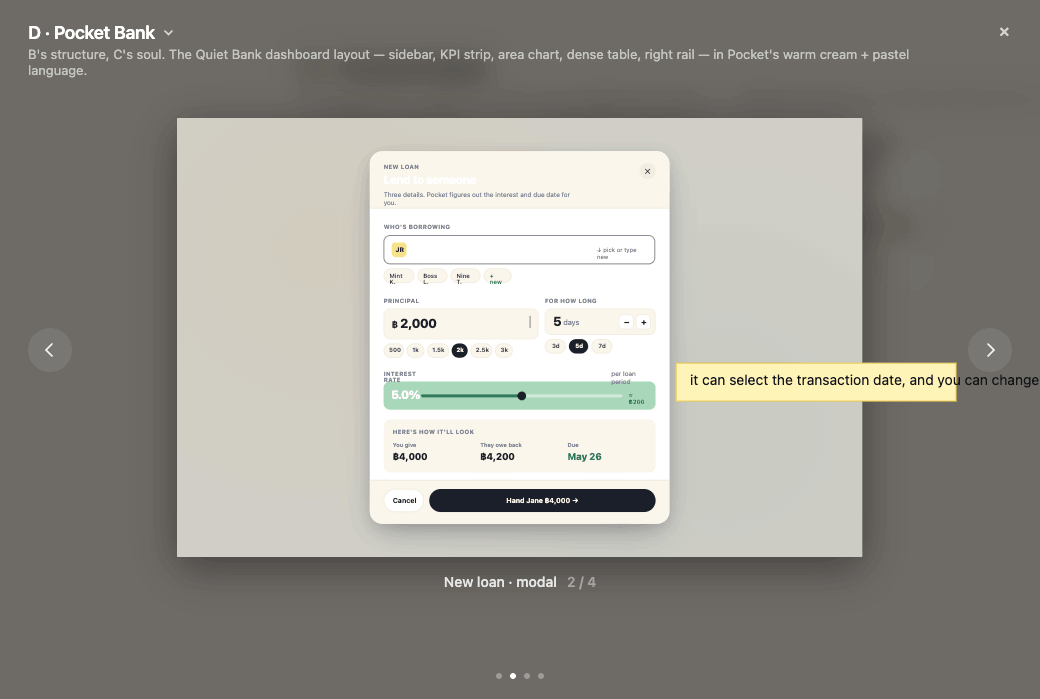 D · Pocket Bank
B's structure, C's soul. The Quiet Bank dashboard layout — sidebar, KPI strip, area chart, dense table, right rail — in Pocket's warm cream + pastel
language.
NEW LOAN
Lend to someone
Three details. Pocket figures out the interest and due date for
you.
WHO'S BORROWING
JR
↓ pick or type
new
Mint
K.
Boss
L.
Nine
T.
+
new
PRINCIPAL
FOR HOW LONG
฿ 2,000
5 days
−
+
500 1k 1.5k 2k 2.5k 3k
3d 5d 7d
INTEREST
RATE
per loan
period
5.0%
=
฿200
it can select the transaction date, and you can change
HERE'S HOW IT'LL LOOK
You give They owe back Due
฿4,000 ฿4,200 May 26
Cancel
Hand Jane ฿4,000 →
New loan · modal 2 / 4